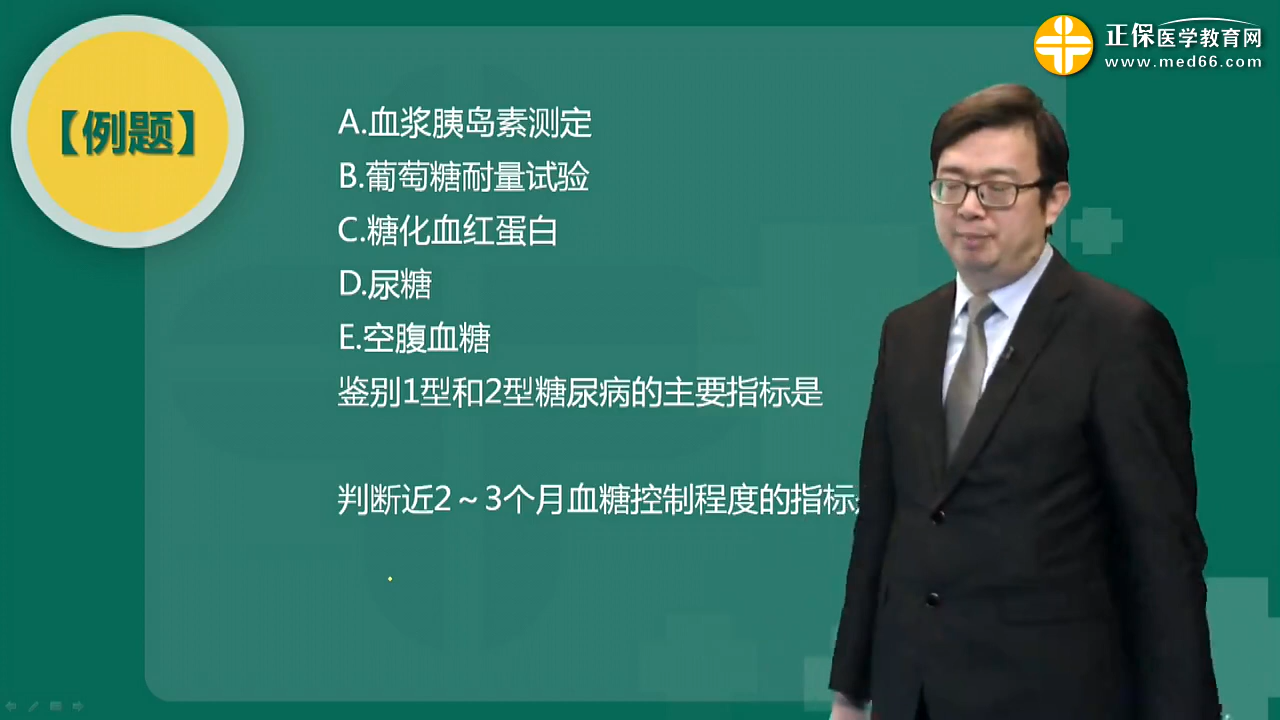 【例题】
正保医学教育网
www.med66.com
A.血浆胰岛素测定
B.葡萄糖耐量试验
C.糖化血红蛋白
D.尿糖
E.空腹血糖
鉴别1型和2型糖尿病的主要指标是
判断近2～3个月血糖控制程度的指标